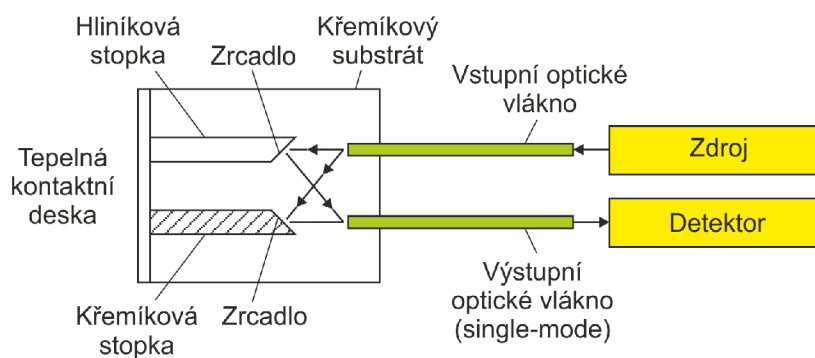 Hliníková
stopka
Zrcadlo
Křemíkový
substrát
Vstupní optické
vlákno
Zdroj
Tepelná
kontaktní
deska
Detektor
Křemíková
stopka
Zrcadlo
Výstupní
optické vlákno
(single-mode)